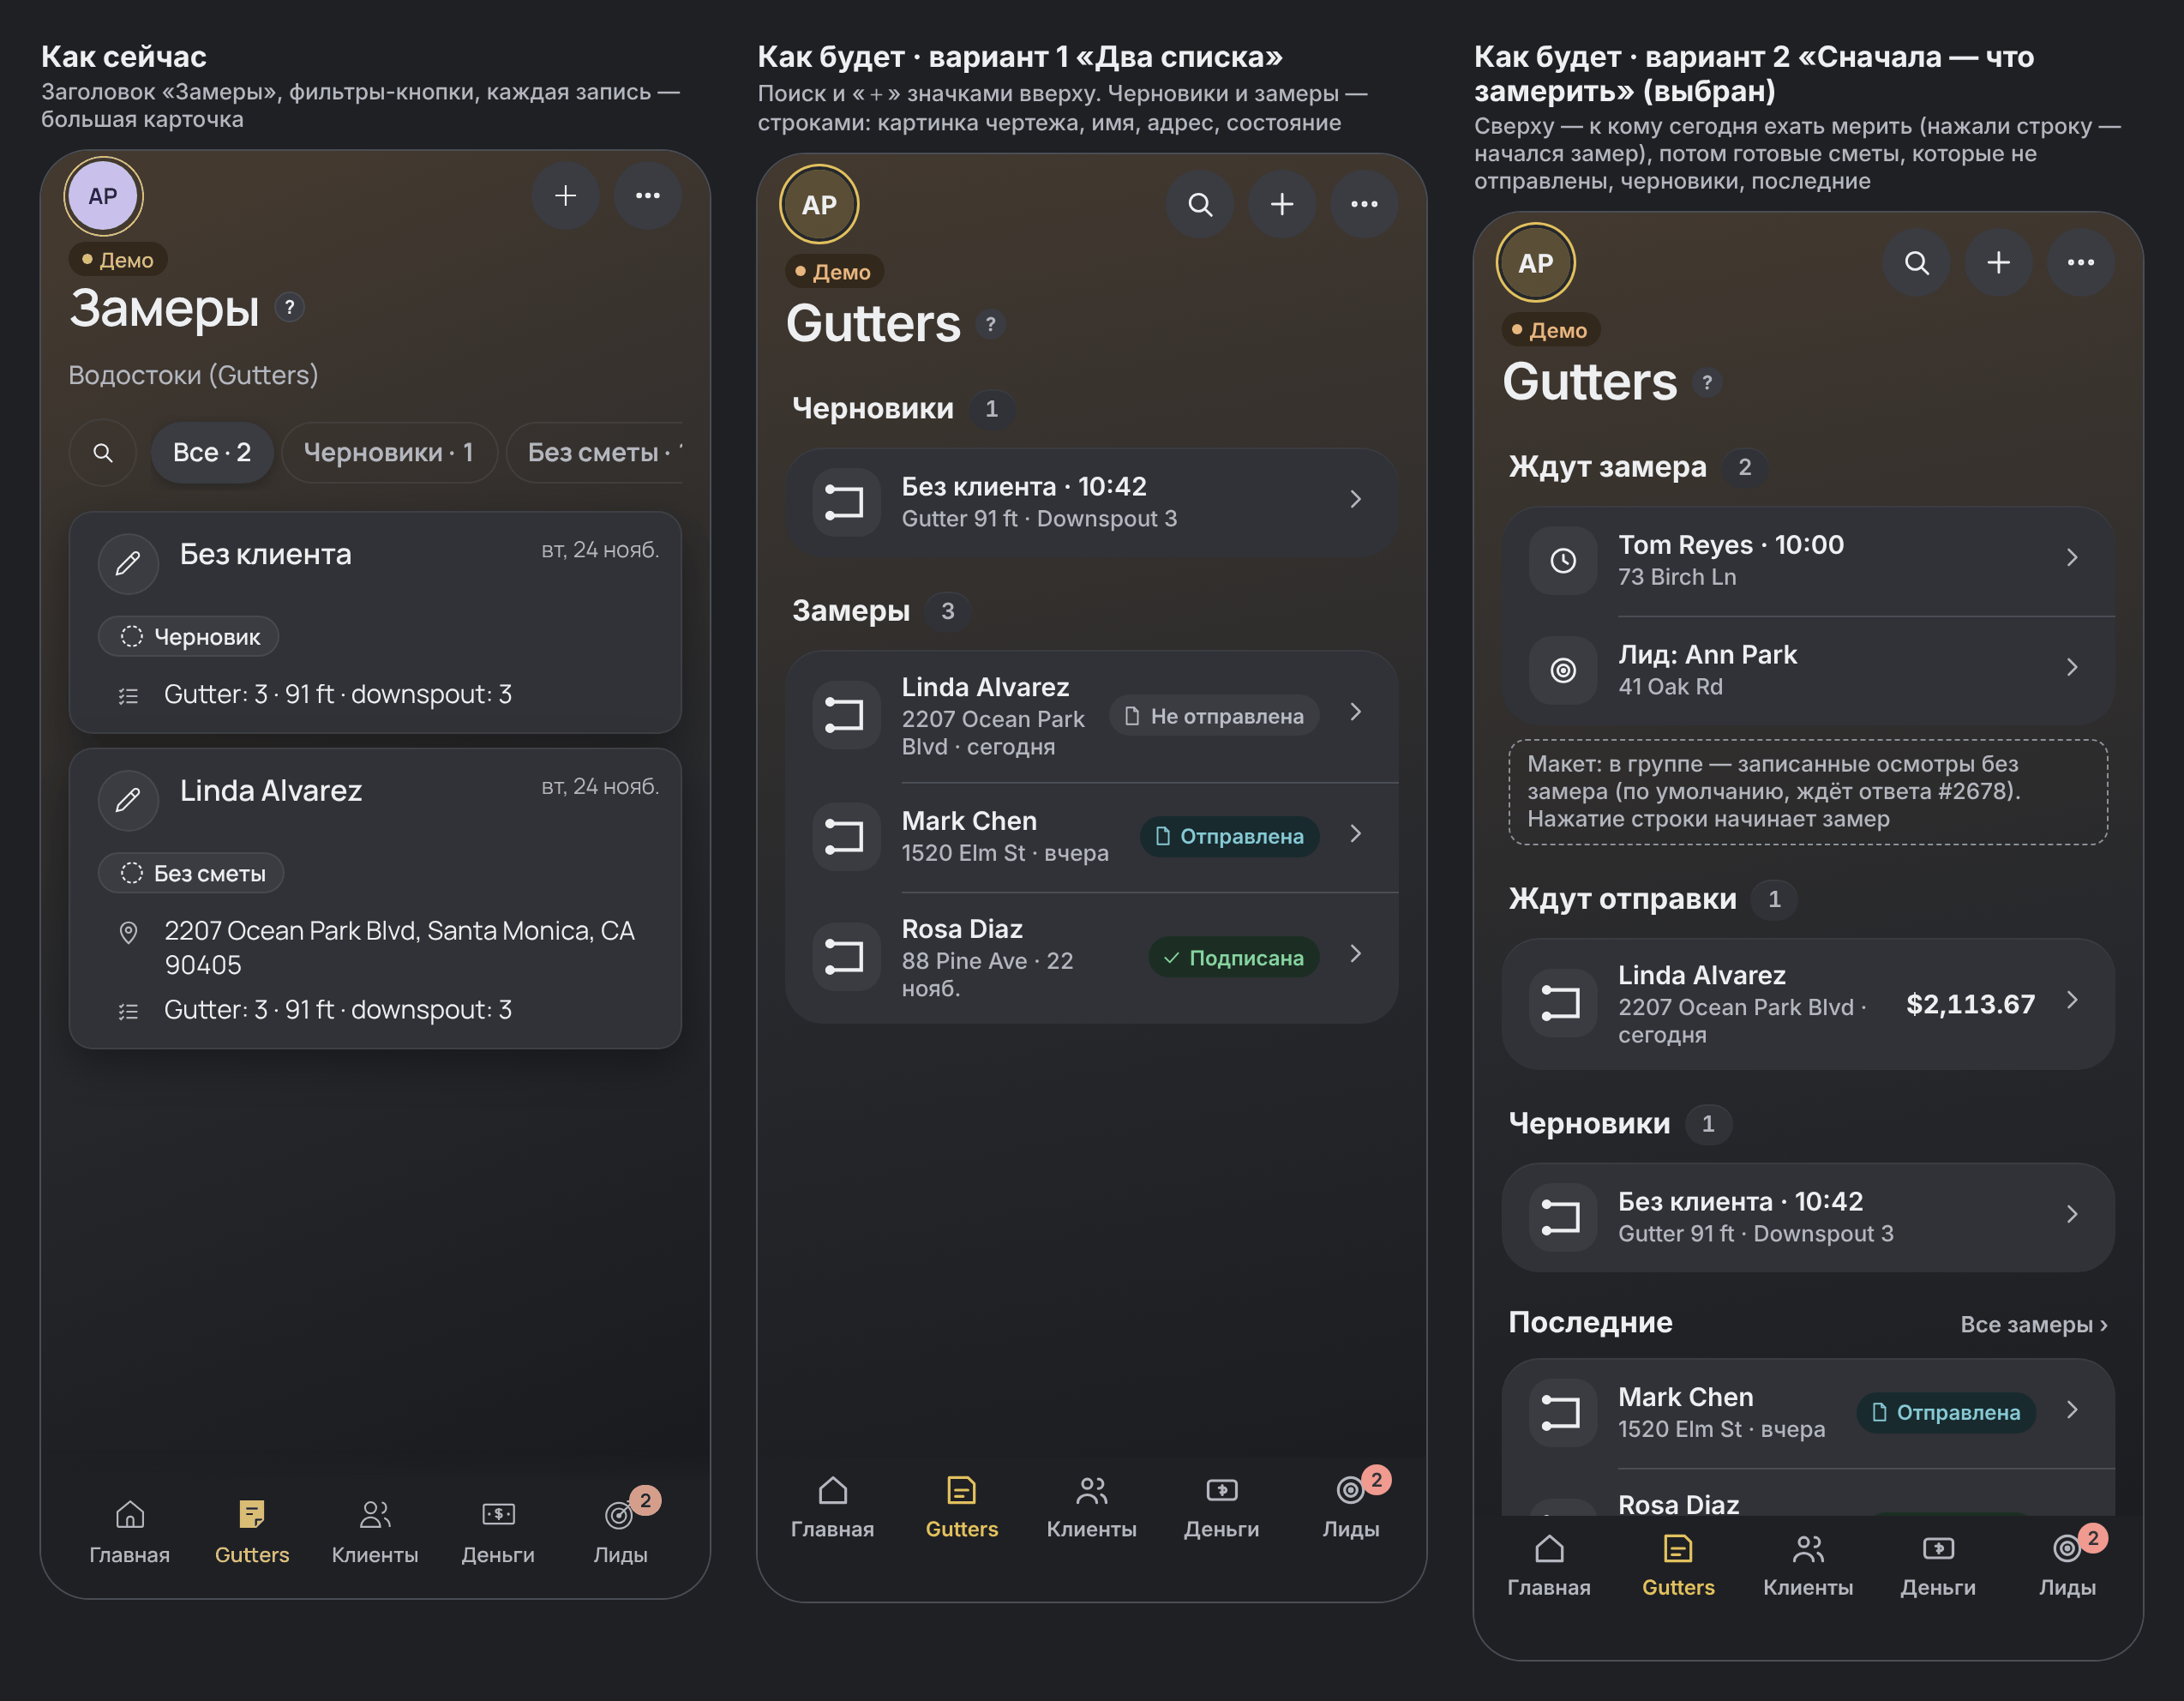 Как сейчас
Заголовок «Замеры», фильтры-кнопки, каждая запись —
большая карточка
AP
Демо
Замеры ?
Водостоки (Gutters)
Все · 2
Черновики · 1
Без сметы ·
Без клиента
вт, 24 нояб.
Черновик
Gutter: 3 · 91 ft · downspout: 3
Linda Alvarez
вт, 24 нояб.
Без сметы
2207 Ocean Park Blvd, Santa Monica, CA
90405
Gutter: 3 · 91 ft · downspout: 3
2
Главная
Gutters
Клиенты
Деньги
Лиды
Как будет · вариант 1 «Два списка»
Поиск и «+» значками вверху. Черновики и замеры —
строками: картинка чертежа, имя, адрес, состояние
AP
Демо
Gutters ?
Черновики 1
Без клиента · 10:42
Gutter 91 ft · Downspout 3
Замеры 3
Linda Alvarez
2207 Ocean Park
Blvd · сегодня
Не отправлена
Mark Chen
1520 Elm St · вчера
Отправлена
Rosa Diaz
88 Pine Ave · 22
нояб.
Подписана
2
Главная
Gutters
Клиенты
Деньги
Лиды
Как будет · вариант 2 «Сначала — что
замерить» (выбран)
Сверху — к кому сегодня ехать мерить (нажали строку —
начался замер), потом готовые сметы, которые не
отправлены, черновики, последние
AP
Демо
Gutters ?
Ждут замера 2
Tom Reyes · 10:00
73 Birch Ln
Лид: Ann Park
41 Oak Rd
Макет: в группе — записанные осмотры без
замера (по умолчанию, ждёт ответа #2678).
Нажатие строки начинает замер
Ждут отправки 1
Linda Alvarez
2207 Ocean Park Blvd ·
сегодня
$2,113.67
Черновики 1
Без клиента · 10:42
Gutter 91 ft · Downspout 3
Последние
Все замеры ›
Mark Chen
1520 Elm St · вчера
Отправлена
Rosa Diaz
2
Главная
Gutters
Клиенты
Деньги
Лиды